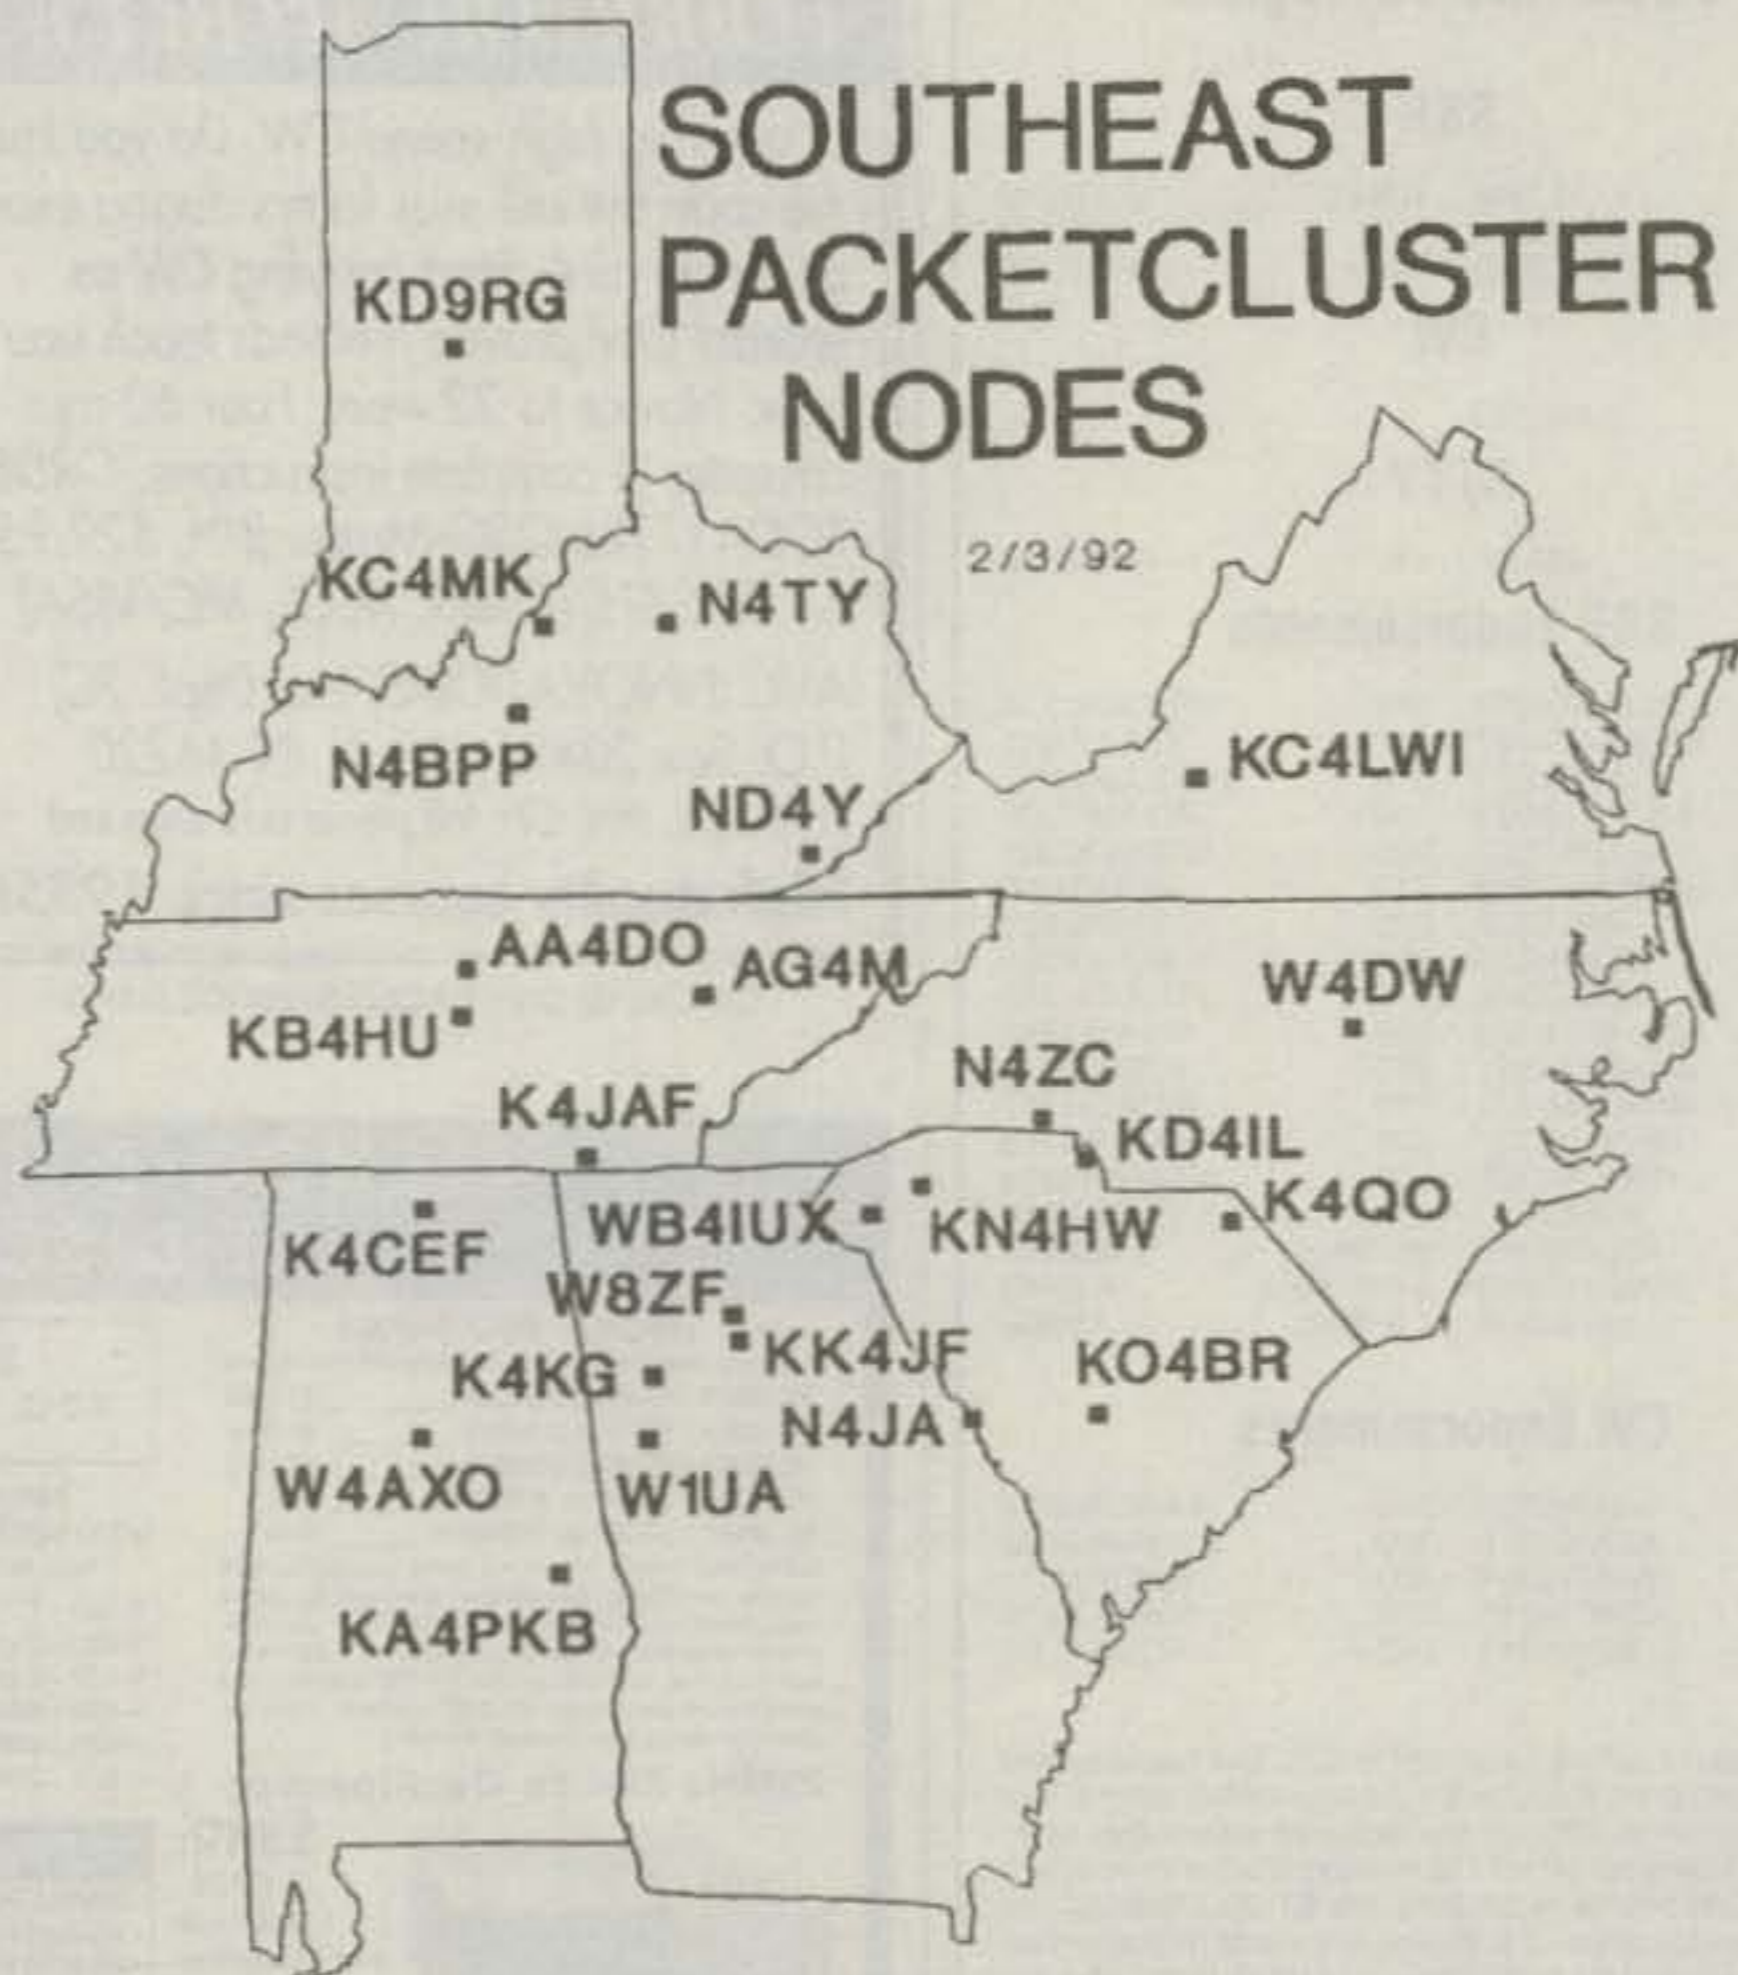 SOUTHEAST
PACKETCLUSTER
NODES
2/3/92
KD9RG
KC4MK
N4TY
N4BPP
KC4LWI
ND4Y
AA4DO
AG4M
W4DW
KB4HU
N4ZC
K4JAF
KD4IL
K4QO
WB4IUX
KN4HW
K4CEF
W8ZF
KK4JF
KO4BR
K4KG
N4JA
W4AXO
W1UA
KA4PKB